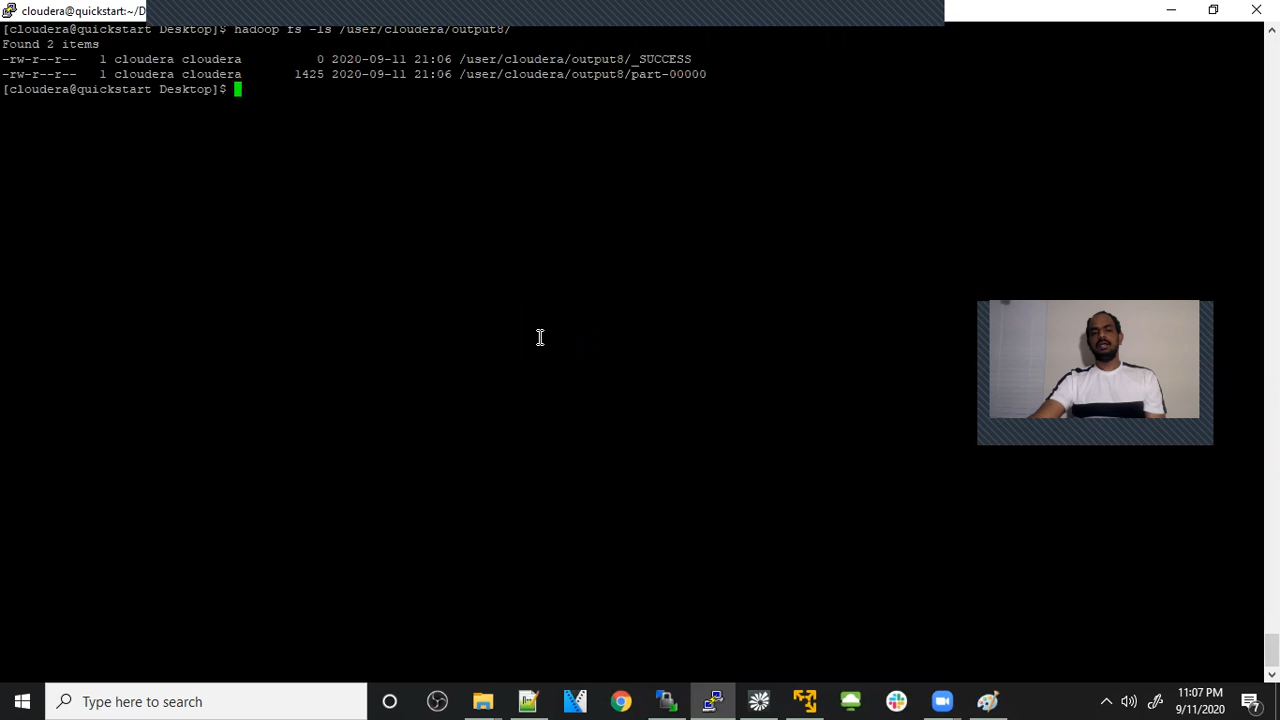 cloudera@quickstart:~/D
[cloudera@quickstart Desktop]$ hadoop fs -ls /user/cloudera/output8/
Found 2 items
-rw-r--r--   1 cloudera cloudera          0 2020-09-11 21:06 /user/cloudera/output8/_SUCCESS
-rw-r--r--   1 cloudera cloudera       1425 2020-09-11 21:06 /user/cloudera/output8/part-00000
[cloudera@quickstart Desktop]$
Type here to search
11:07 PM
9/11/2020
7